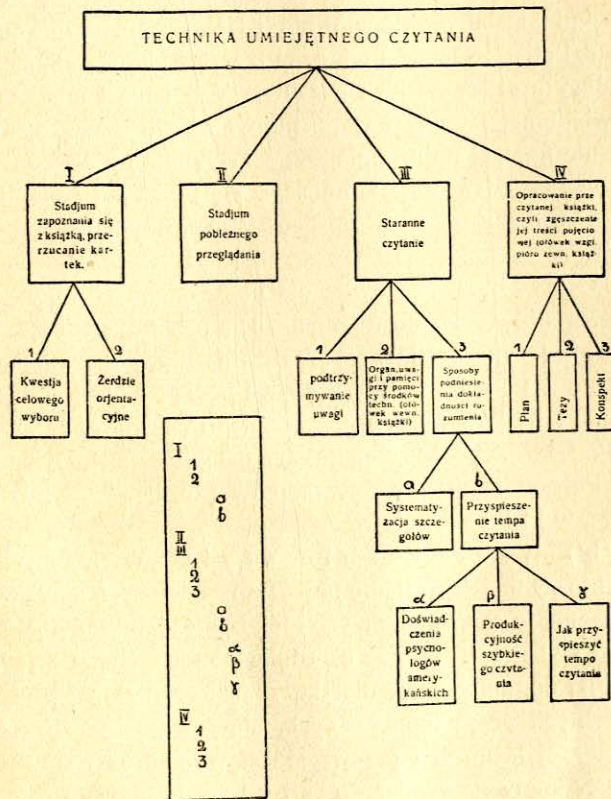 TECHNIKA UMIEJĘTNEGO CZYTANIA
I
Stadjum
zapoznania się
z książką, prze-
rzucanie kar-
tek.
II
Stadjum
pobieżnego
przeglądania
III
Staranne
czytanie
IV
Opracowanie prze
czytanej książki,
czyli zgęszczenie
jej treści pojęcio
wej (ołówek wzgl.
pióro zewn. książ-
ki)
1
Kwestja
celowego
wyboru
2
Żerdzie
orjenta-
cyjne
1
podtrzy-
mywanie
uwagi
2
Organ. uwa-
gi i pamięci
przy pomo-
cy środków
techn. (ołó-
wek wewn.
książki)
3
Sposoby
podniesie-
nia dokła-
dności ro-
zumienia
1
Plan
2
Tezy
3
Konspekt
a
Systematy-
zacja szcze-
gołów
b
Przyspiesze-
nie tempa
czytania
α
Doświad-
czenia
psychologów
amery-
kańskich
β
Produk-
cyjność
szybkie-
go czyta-
nia
γ
Jak przy-
spieszyć
tempo
czytania
I
1
2
a
b
II
III
1
2
3
a
b
α
β
γ
IV
1
2
3